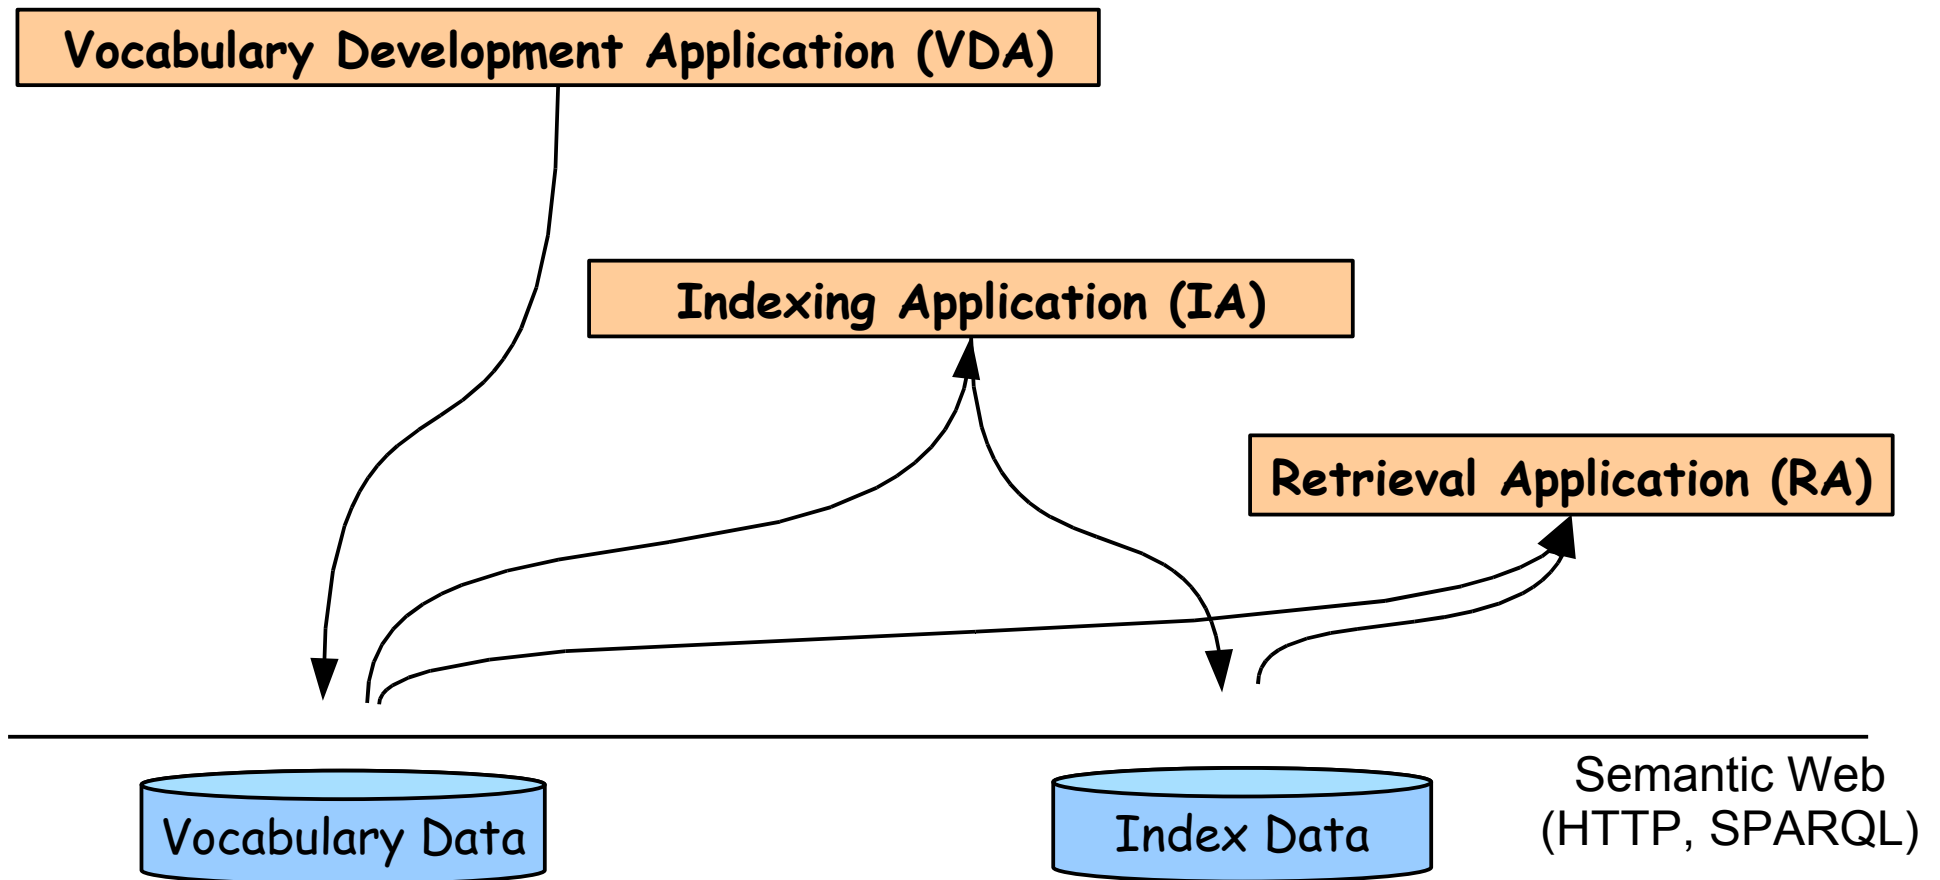 Vocabulary Development Application (VDA)
Indexing Application (IA)
Retrieval Application (RA)
Vocabulary Data
Index Data
Semantic Web
(HTTP, SPARQL)